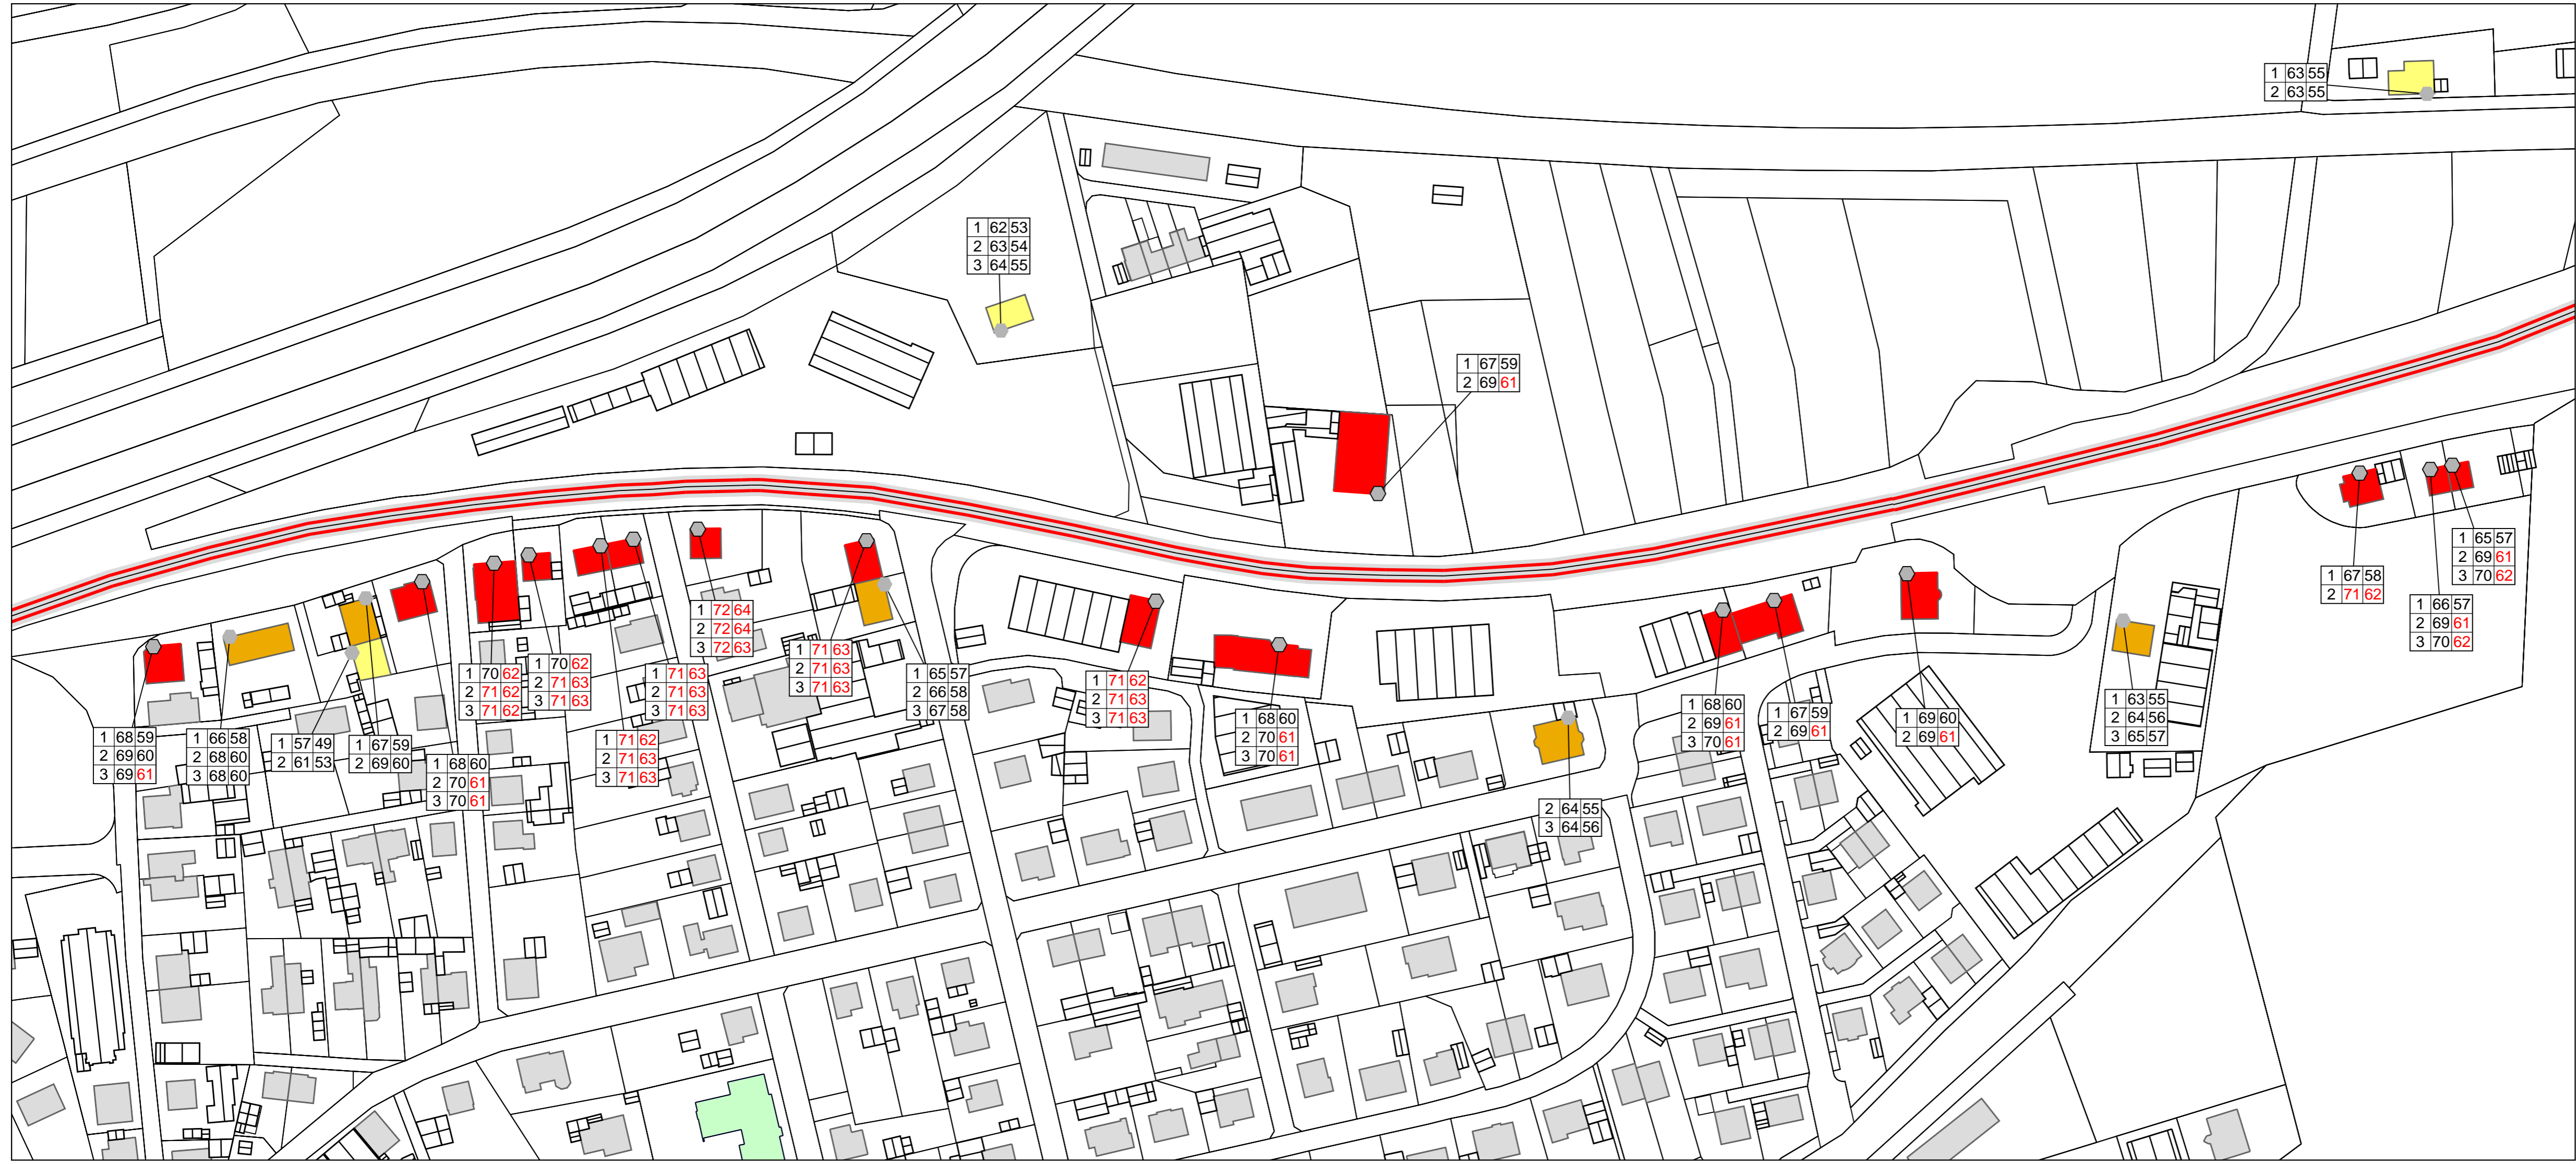 1 63 55
2 63 55
1 62 53
2 63 54
3 64 55
1 67 59
2 69 61
1 65 57
2 69 61
3 70 62
1 67 58
2 71 62
1 66 57
2 69 61
3 70 62
1 72 64
2 72 64
3 72 63
1 71 63
2 71 63
3 71 63
1 70 62
2 71 63
3 71 63
1 70 62
2 71 62
3 71 62
1 71 63
2 71 63
3 71 63
1 65 57
2 66 58
3 67 58
1 71 62
2 71 63
3 71 63
1 63 55
2 64 56
3 65 57
1 68 60
2 69 61
3 70 61
1 67 59
2 69 61
1 69 60
2 69 61
1 68 60
2 70 61
3 70 61
1 68 59
2 69 60
3 69 61
1 66 58
2 68 60
3 68 60
1 57 49
2 61 53
1 67 59
2 69 60
1 71 62
2 71 63
3 71 63
1 68 60
2 70 61
3 70 61
2 64 55
3 64 56